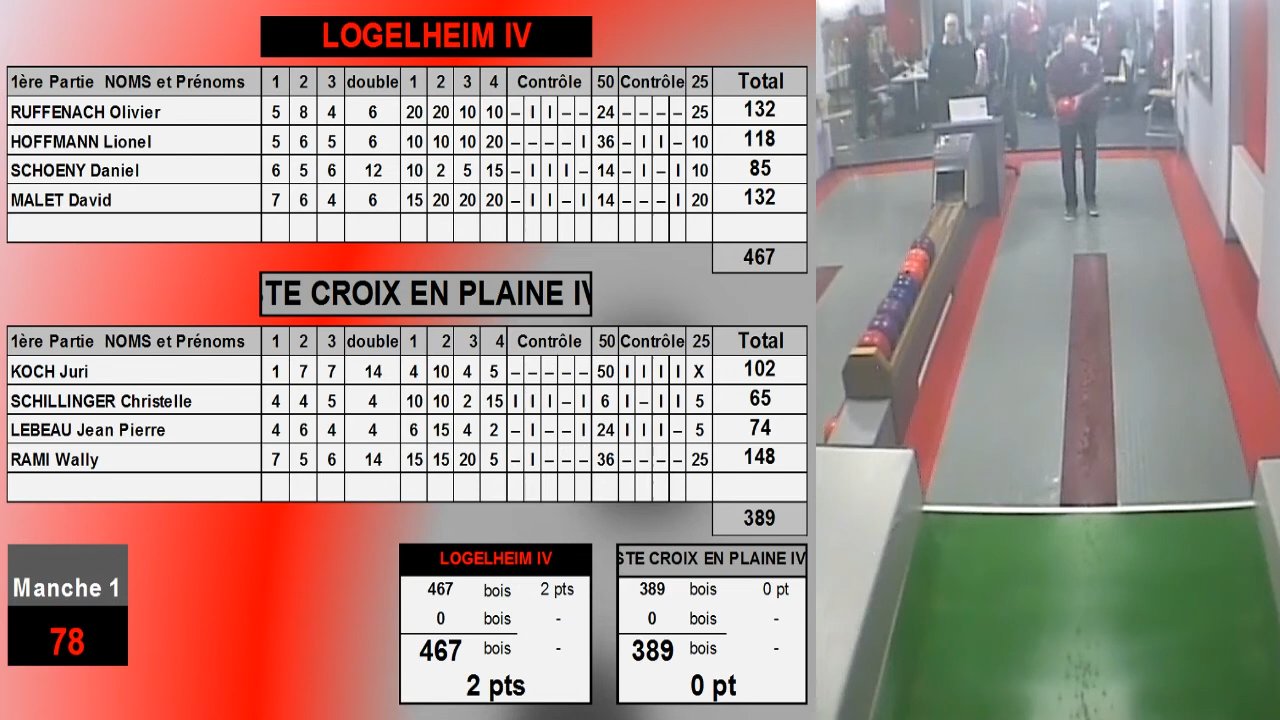 LOGELHEIM IV
1ère Partie NOMS et Prénoms 1 2 3 double 1 2 3 4 Contrôle 50 Contrôle 25 Total
RUFFENACH Olivier 5 8 4 6 20 20 10 10 – I I – – 24 – – – – 25 132
HOFFMANN Lionel 5 6 5 6 10 10 10 20 – – – – I 36 – I I – 10 118
SCHOENY Daniel 6 5 6 12 10 2 5 15 – I I I – 14 – I – I 10 85
MALET David 7 6 4 6 15 20 20 20 – I I – I 14 – – – I 20 132
467
STE CROIX EN PLAINE IV
1ère Partie NOMS et Prénoms 1 2 3 double 1 2 3 4 Contrôle 50 Contrôle 25 Total
KOCH Juri 1 7 7 14 4 10 4 5 – – – – – 50 I I I I X 102
SCHILLINGER Christelle 4 4 5 4 10 10 2 15 I I I – I 6 I – I I 5 65
LEBEAU Jean Pierre 4 6 4 4 6 15 4 2 – I – – I 24 I I I – 5 74
RAMI Wally 7 5 6 14 15 15 20 5 – I – – – 36 – – – – 25 148
389
Manche 1
78
LOGELHEIM IV
467 bois 2 pts
0 bois -
467 bois -
2 pts
STE CROIX EN PLAINE IV
389 bois 0 pt
0 bois -
389 bois -
0 pt